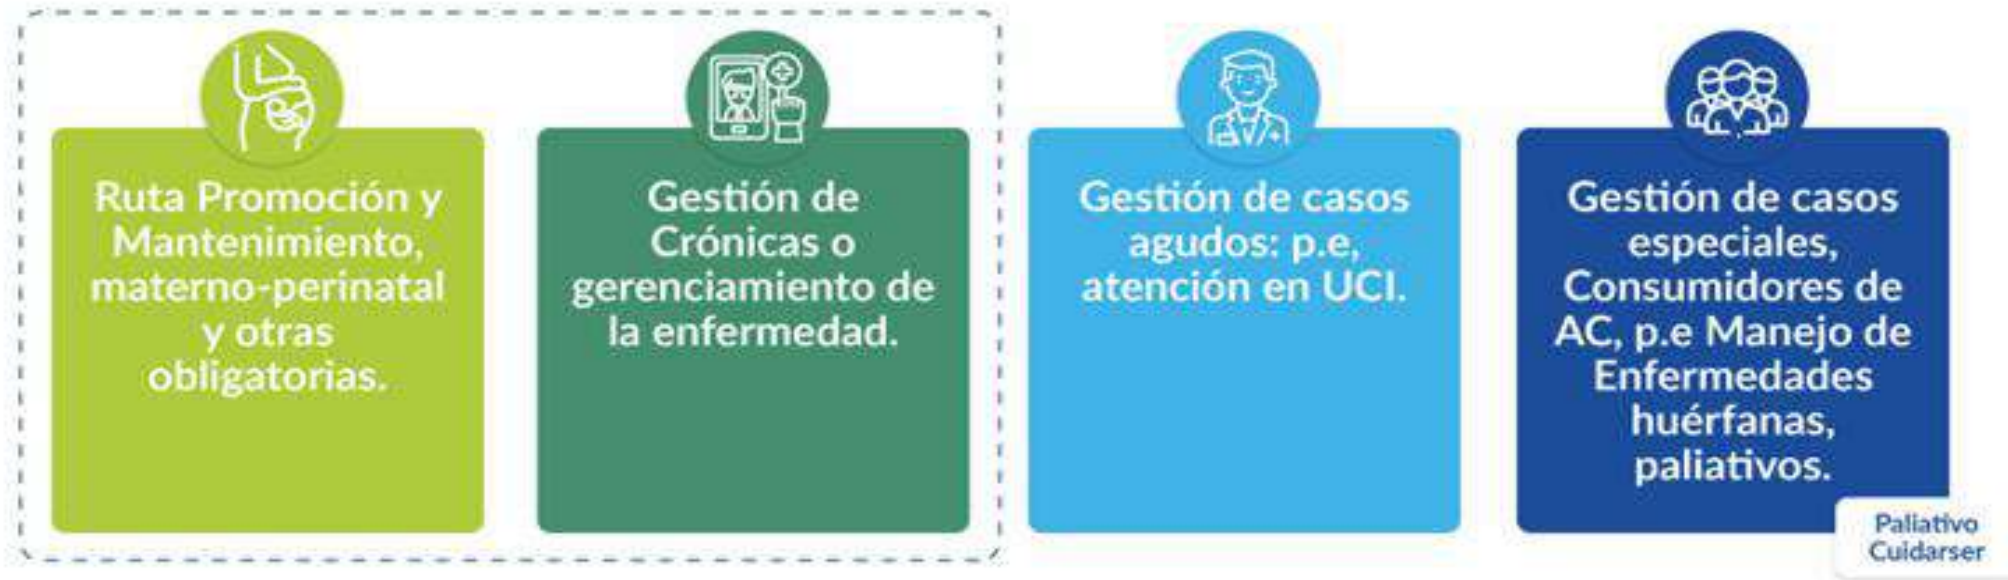 Ruta Promoción y
Mantenimiento,
materno-perinatal
y otras
obligatorias.
Gestión de
Crónicas o
gerenciamiento de
la enfermedad.
Gestión de casos
agudos: p.e,
atención en UCI.
Gestión de casos
especiales,
Consumidores de
AC, p.e Manejo de
Enfermedades
huérfanas,
paliativos.
Paliativo
Cuidarser